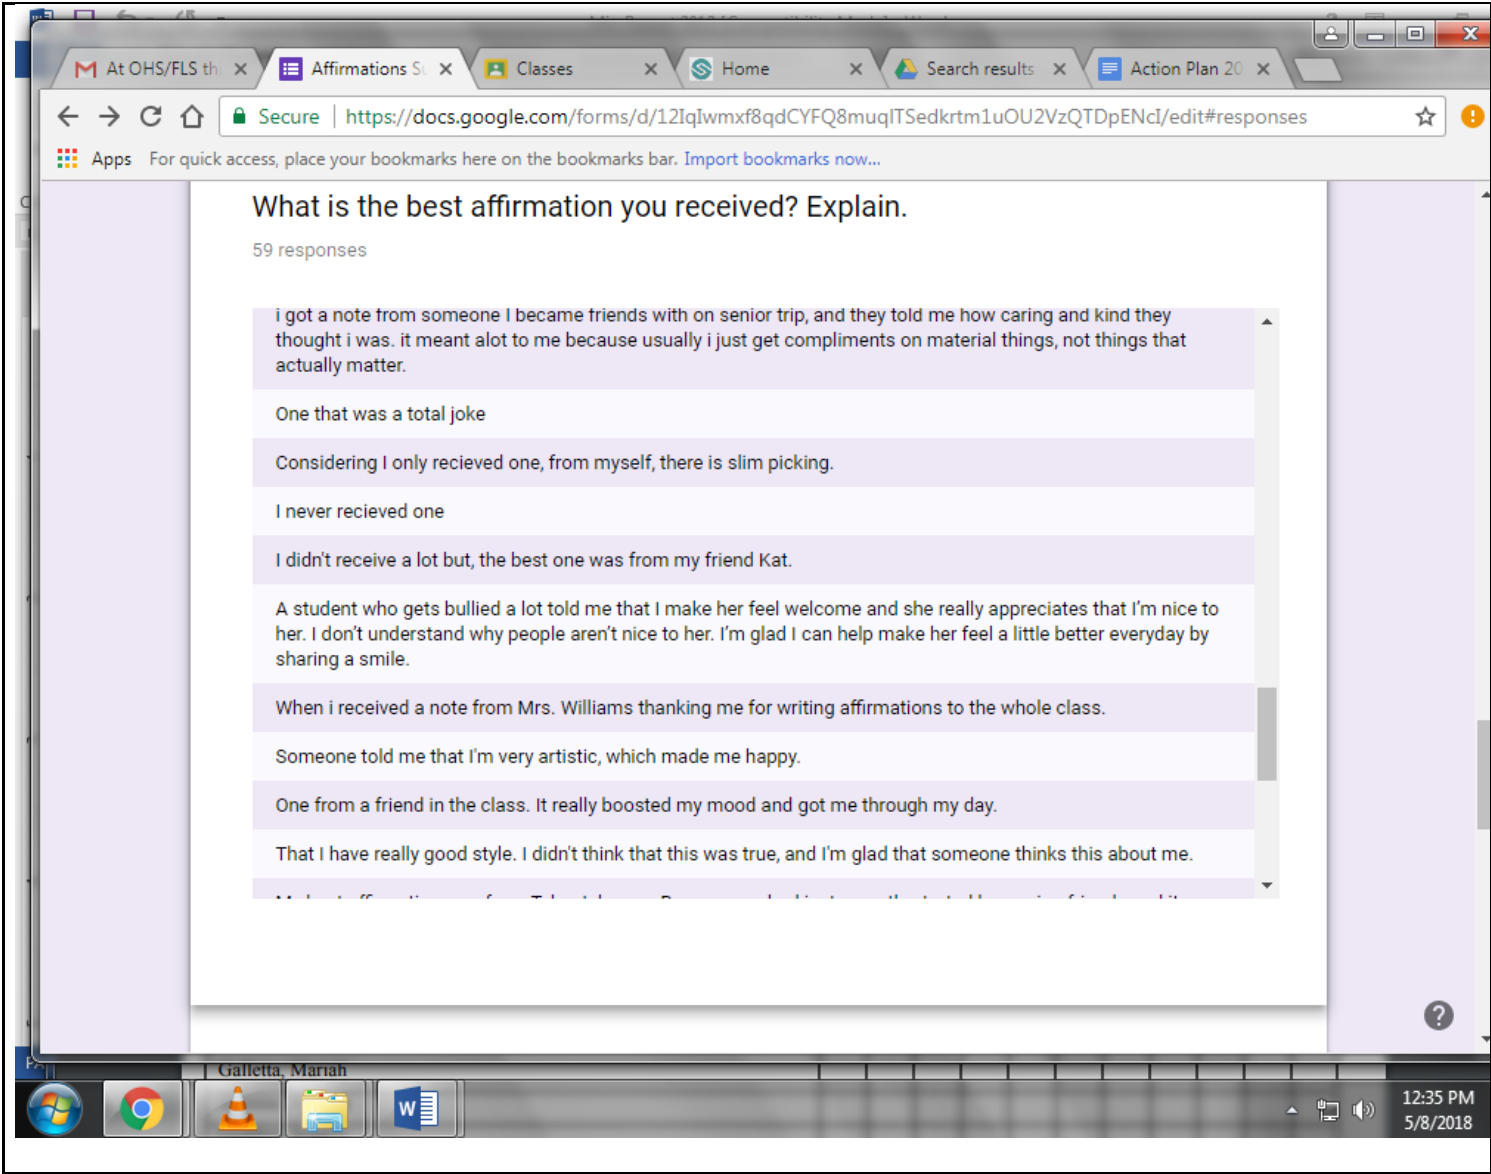 At OHS/FLS th
Affirmations Su
Classes
Home
Search results
Action Plan 20
Secure
https://docs.google.com/forms/d/12IqIwmxf8qdCYFQ8muqITSedkrtm1uOU2VzQTDpENcI/edit#responses
Apps For quick access, place your bookmarks here on the bookmarks bar. Import bookmarks now...
What is the best affirmation you received? Explain.
59 responses
i got a note from someone I became friends with on senior trip, and they told me how caring and kind they
thought i was. it meant alot to me because usually i just get compliments on material things, not things that
actually matter.
One that was a total joke
Considering I only recieved one, from myself, there is slim picking.
I never recieved one
I didn't receive a lot but, the best one was from my friend Kat.
A student who gets bullied a lot told me that I make her feel welcome and she really appreciates that I’m nice to
her. I don’t understand why people aren’t nice to her. I’m glad I can help make her feel a little better everyday by
sharing a smile.
When i received a note from Mrs. Williams thanking me for writing affirmations to the whole class.
Someone told me that I'm very artistic, which made me happy.
One from a friend in the class. It really boosted my mood and got me through my day.
That I have really good style. I didn't think that this was true, and I'm glad that someone thinks this about me.
Galletta, Mariah
12:35 PM
5/8/2018